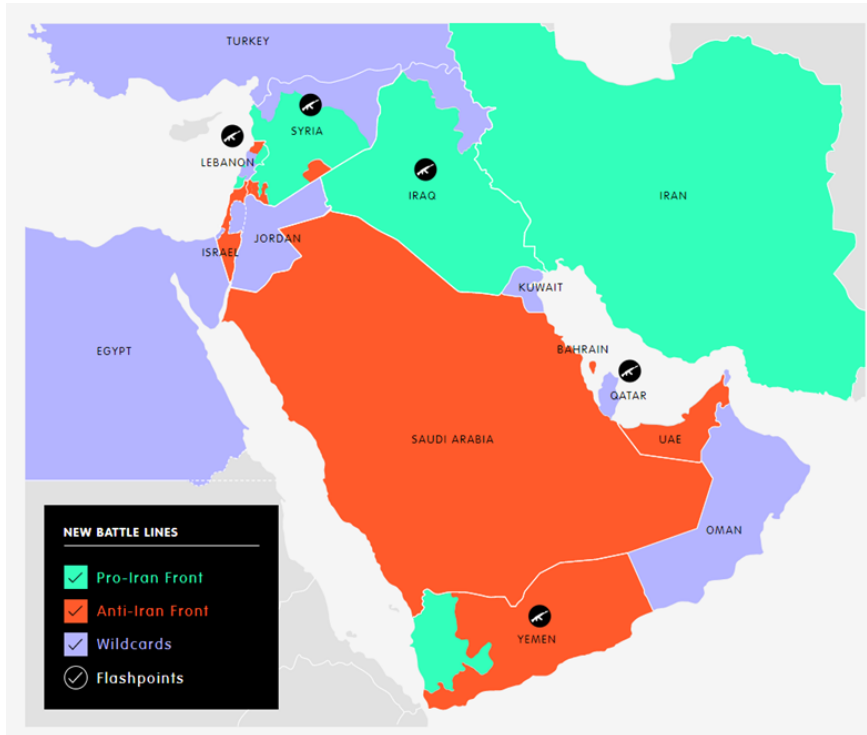 TURKEY
SYRIA
LEBANON
IRAQ
IRAN
JORDAN
ISRAEL
KUWAIT
EGYPT
BAHRAIN
QATAR
SAUDI ARABIA
UAE
OMAN
NEW BATTLE LINES
Pro-Iran Front
Anti-Iran Front
Wildcards
Flashpoints
YEMEN